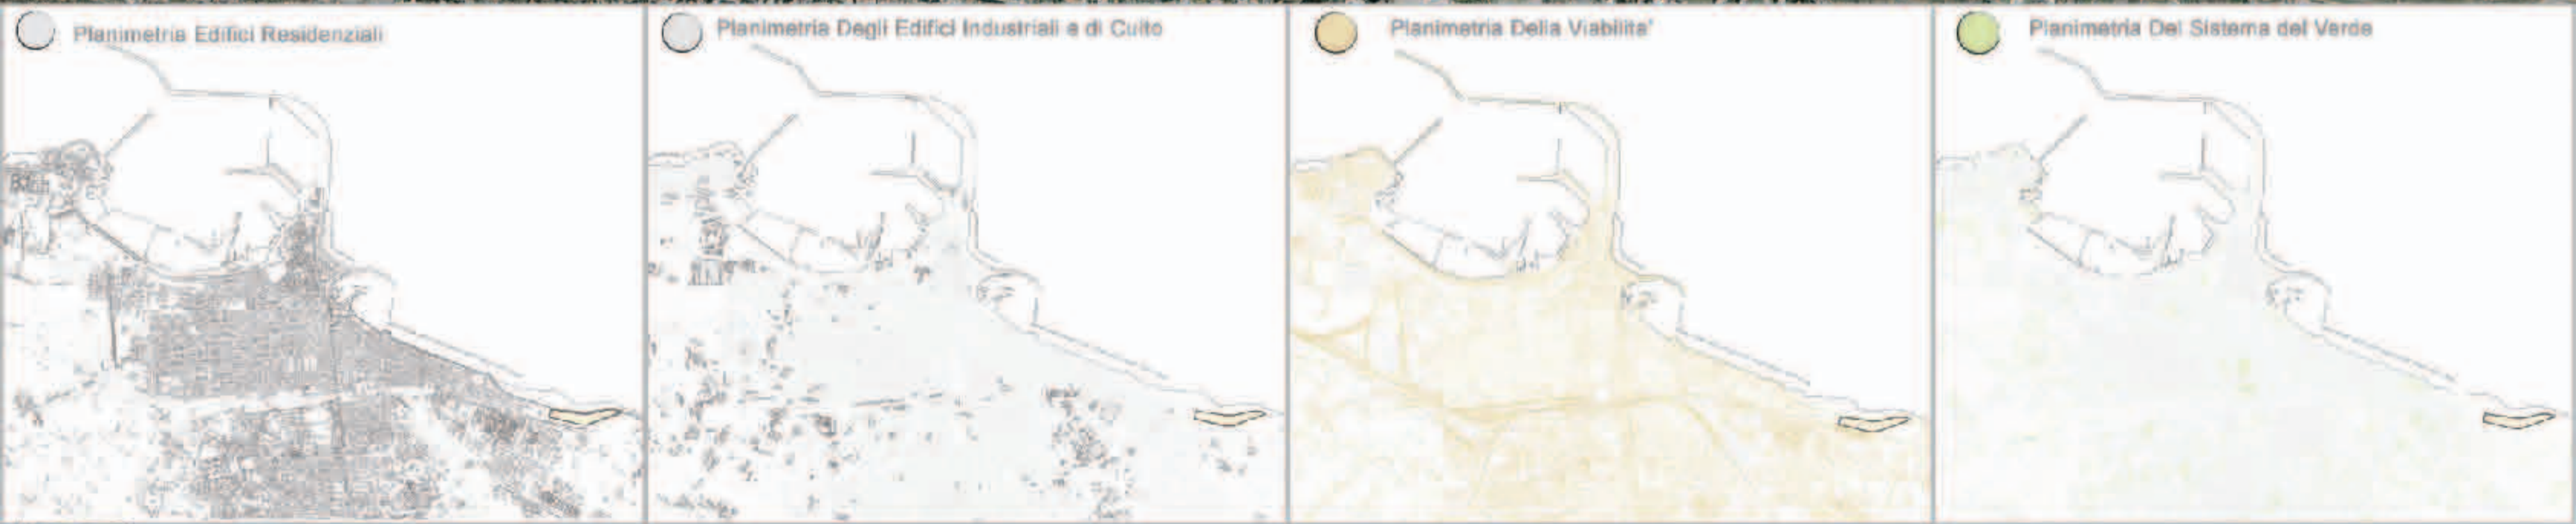 Planimetria Edifici Residenziali
Planimetria Degli Edifici Industriali e di Culto
Planimetria Della Viabilita'
Planimetria Del Sistema del Verde